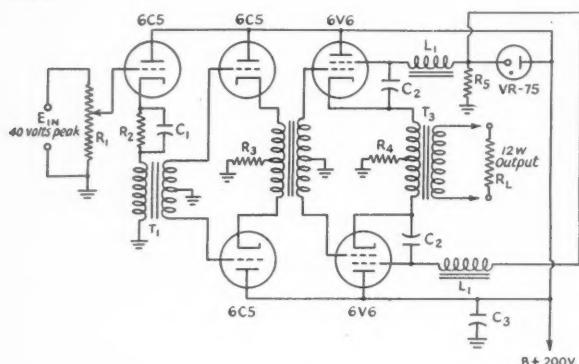 6C5
6C5
6V6
L1
R5
VR-75
C2
T3
EIN
40 volts peak
R1
R2
C1
R3
R4
12W
Output
RL
T1
C2
L1
6C5
6V6
C3
B+ 200V